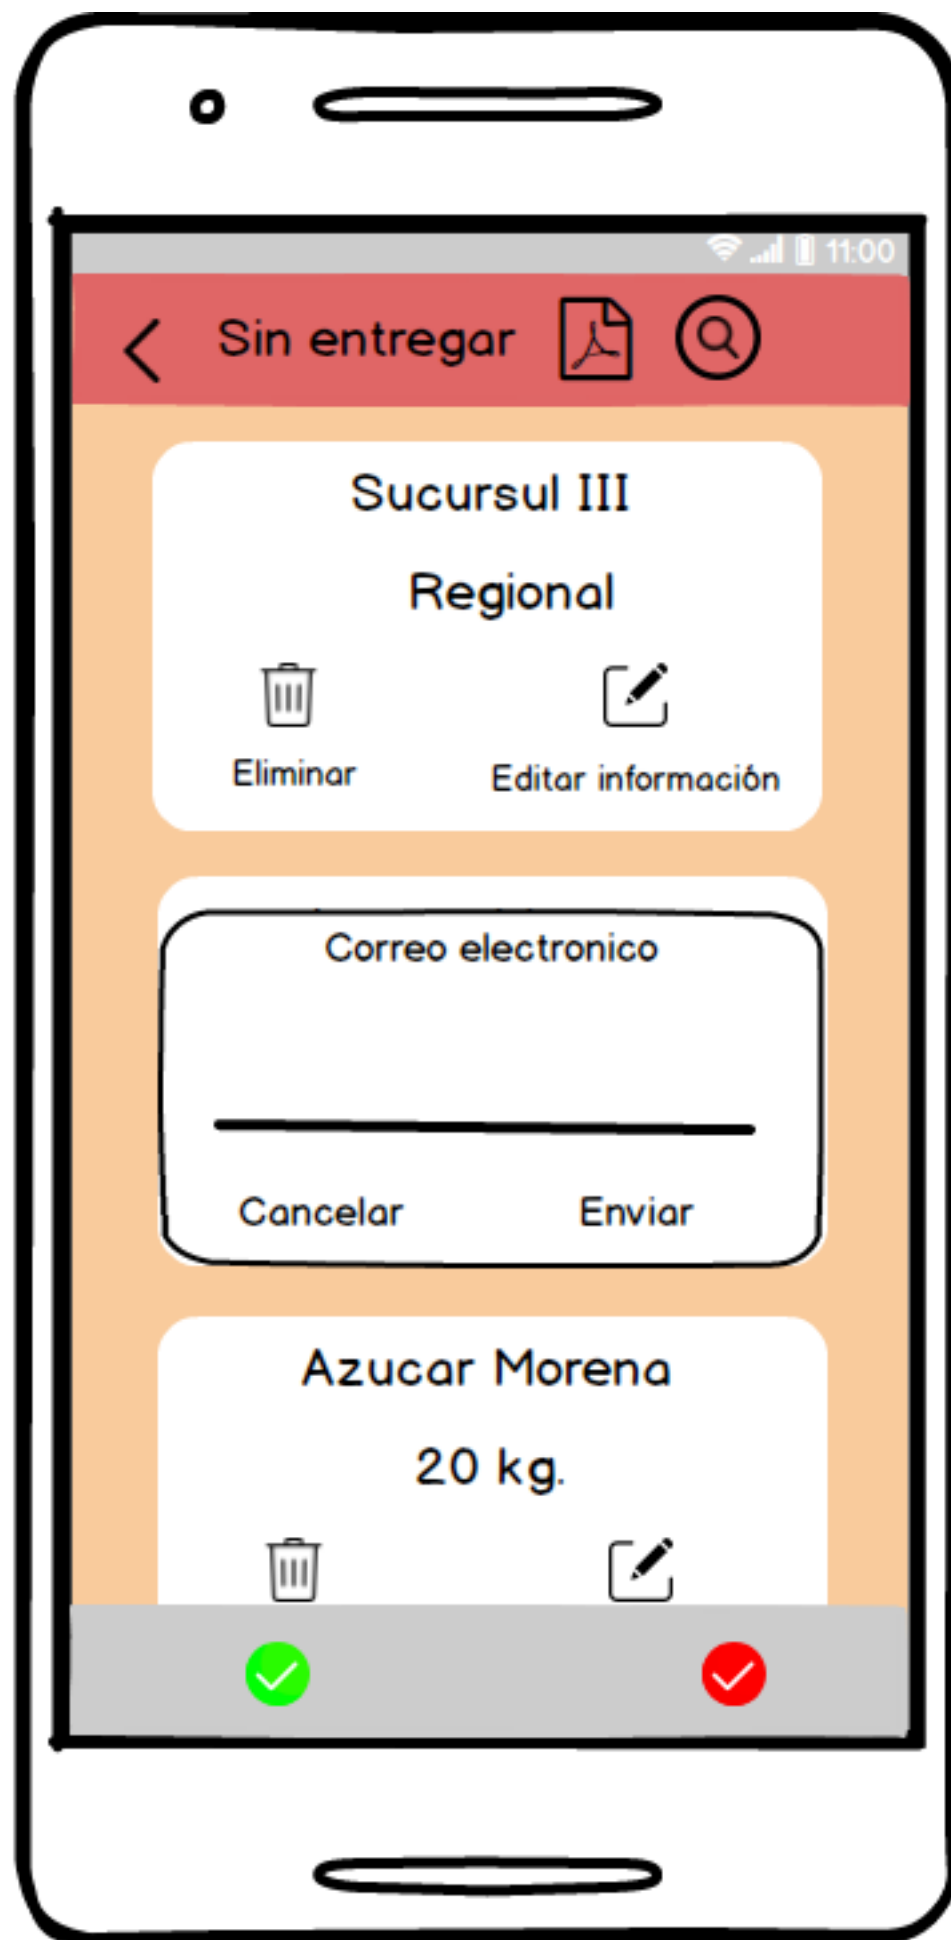 11:00
Sin entregar
Sucursul III
Regional
Eliminar
Editar información
Correo electronico
Cancelar
Enviar
Azucar Morena
20 kg.